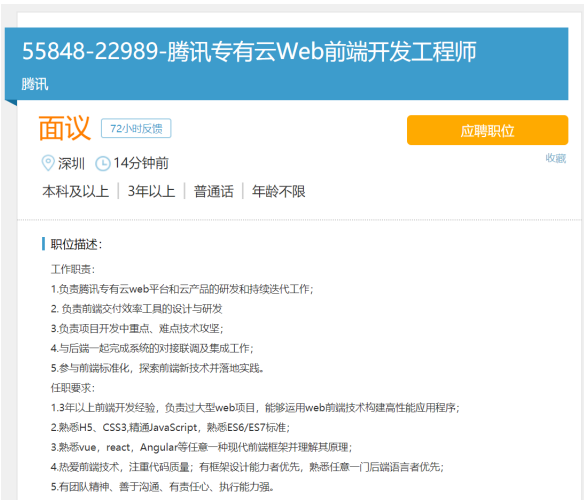 55848-22989-腾讯专有云Web前端开发工程师
腾讯
面议 72小时反馈 应聘职位
深圳 14分钟前 收藏
本科及以上 3年以上 普通话 年龄不限
职位描述：
工作职责：
1.负责腾讯专有云web平台和云产品的研发和持续迭代工作；
2. 负责前端交付效率工具的设计与研发
3.负责项目开发中重点、难点技术攻坚；
4.与后端一起完成系统的对接联调及集成工作；
5.参与前端标准化，探索前端新技术并落地实践。
任职要求：
1.3年以上前端开发经验，负责过大型web项目，能够运用web前端技术构建高性能应用程序；
2.熟悉H5、CSS3,精通JavaScript，熟悉ES6/ES7标准；
3.熟悉vue，react，Angular等任意一种现代前端框架并理解其原理；
4.热爱前端技术，注重代码质量；有框架设计能力者优先，熟悉任意一门后端语言者优先；
5.有团队精神、善于沟通、有责任心、执行能力强。